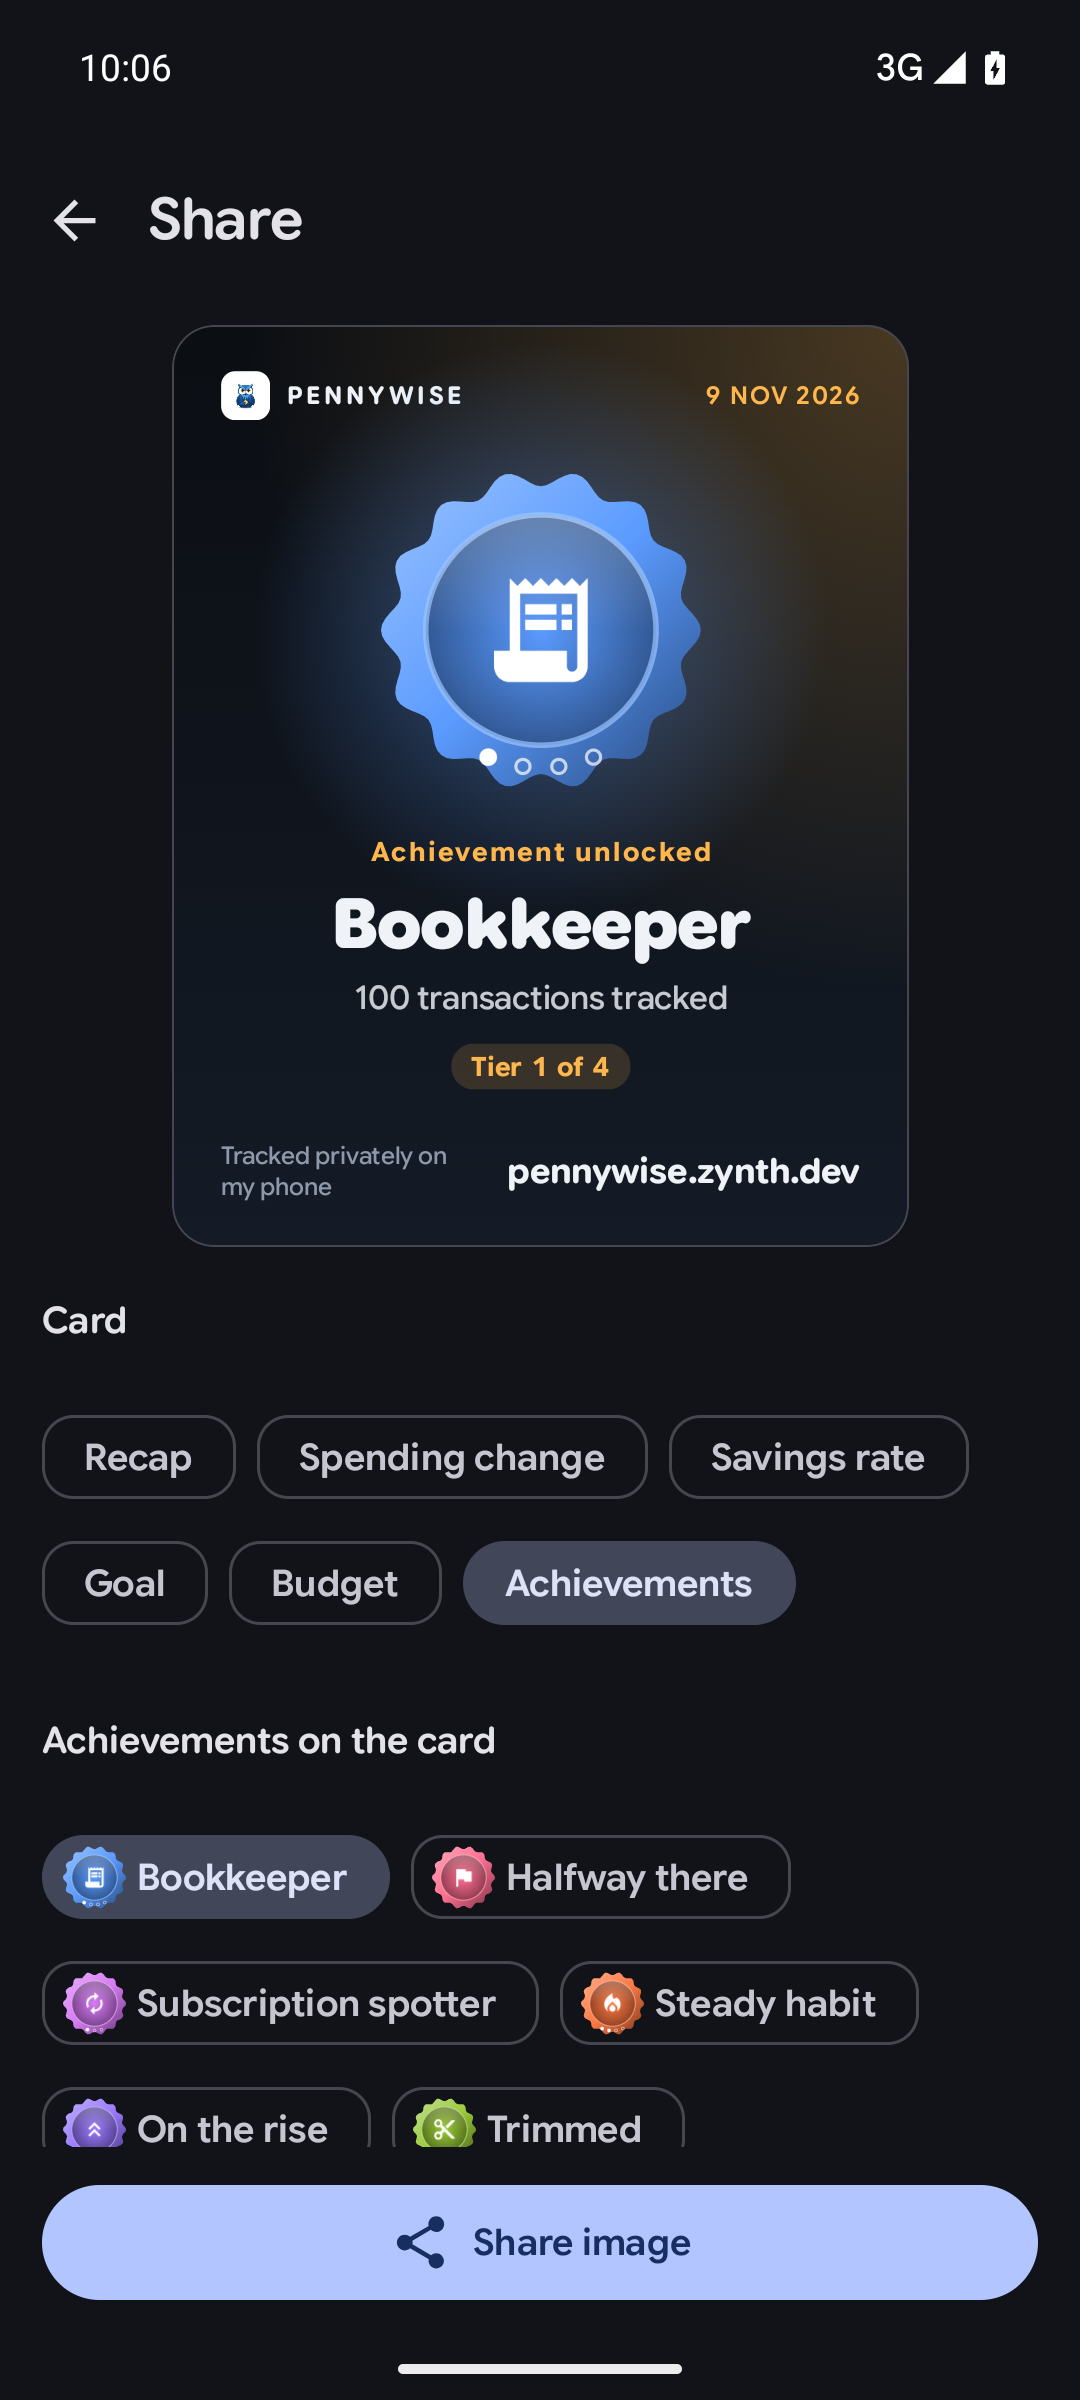 10:06
3G
Share
PENNYWISE
9 NOV 2026
Achievement unlocked
Bookkeeper
100 transactions tracked
Tier 1 of 4
Tracked privately on
my phone
pennywise.zynth.dev
Card
Recap
Spending change
Savings rate
Goal
Budget
Achievements
Achievements on the card
Bookkeeper
Halfway there
Subscription spotter
Steady habit
On the rise
Trimmed
Share image